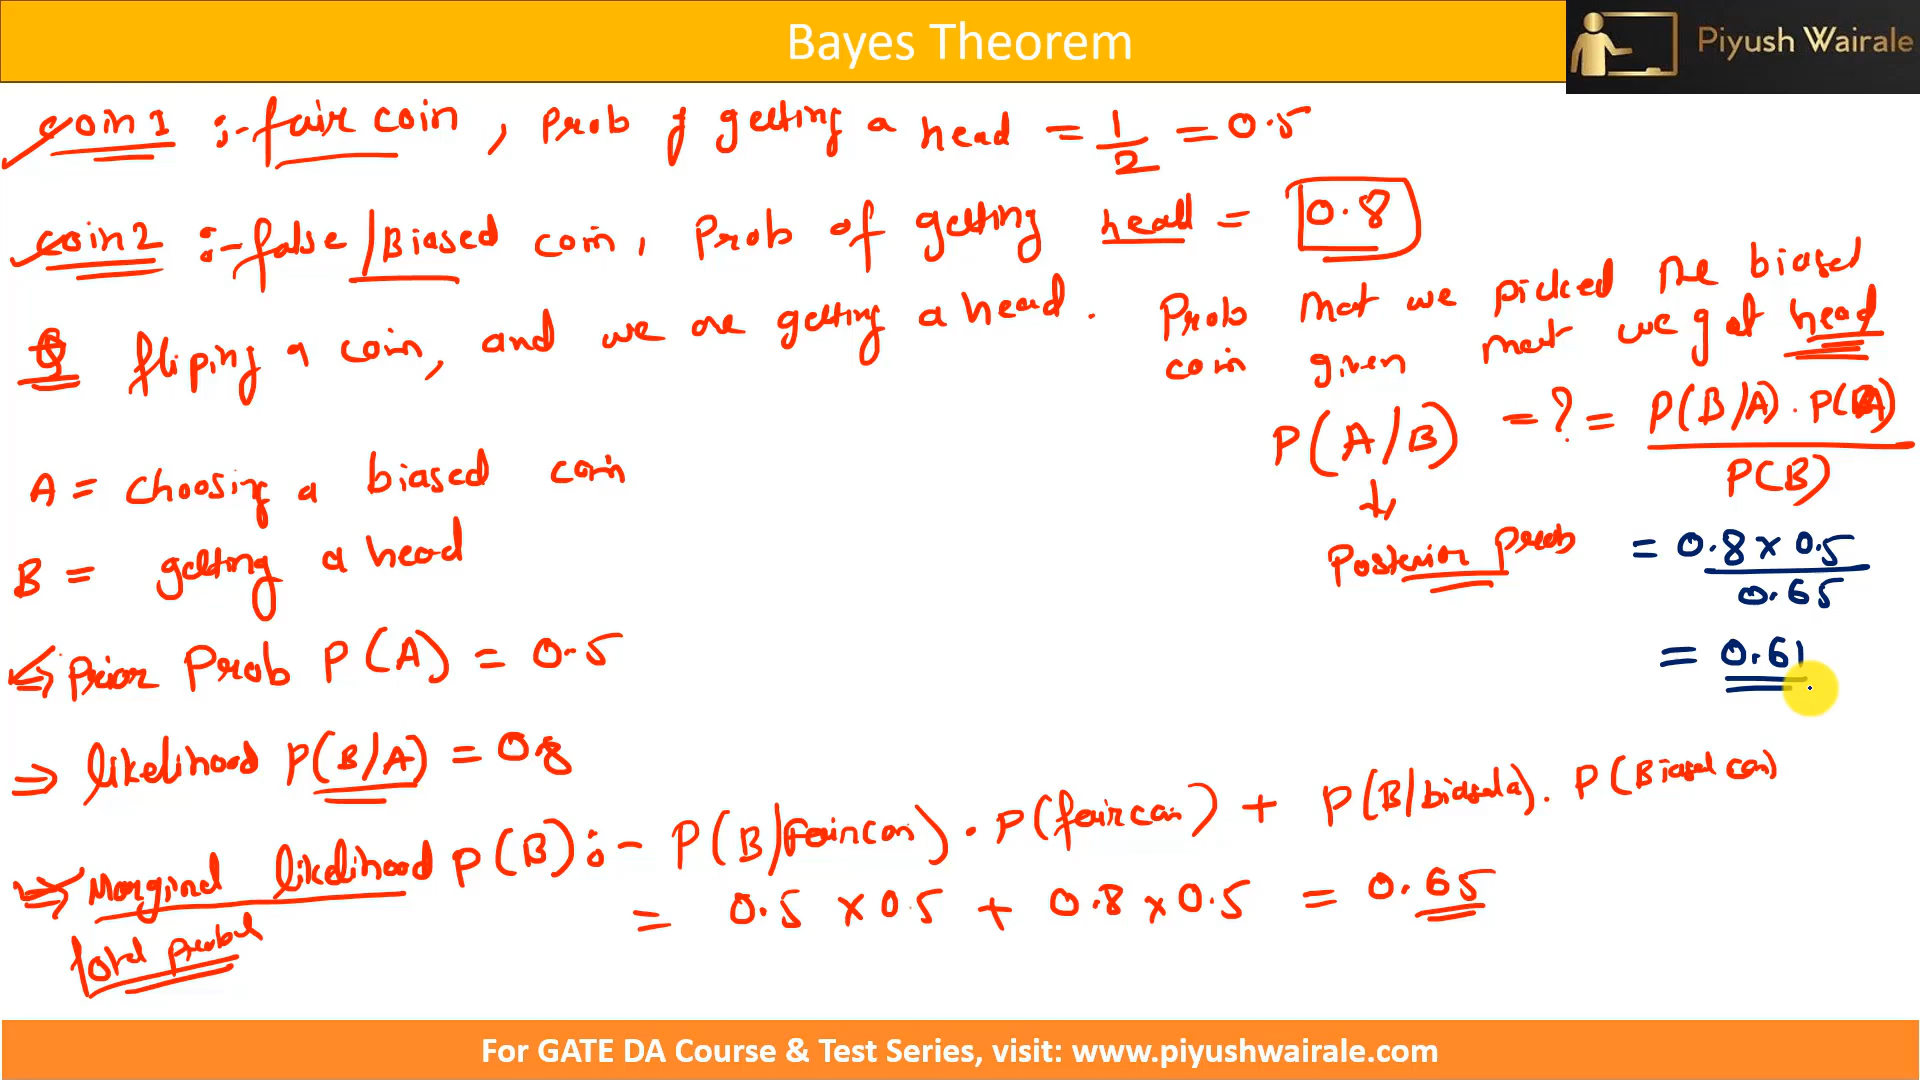 Bayes Theorem
Piyush Wairale
coin 1 :- fair coin, Prob of getting a head = 1/2 = 0.5
coin 2 :- false/Biased coin, Prob of getting head = 0.8
Q fliping a coin, and we are getting a head. Prob that we picked the biased
coin given that we got head
P(A/B) = ? = P(B/A) . P(A) / P(B)
A = choosing a biased coin
B = getting a head
Posterior prob = 0.8 x 0.5 / 0.65
= 0.61
=> Prior Prob P(A) = 0.5
=> likelihood P(B/A) = 0.8
=> Marginal likelihood P(B) :- P(B/fair coin) . P(fair coin) + P(B/biased) . P(Biased coin)
= 0.5 x 0.5 + 0.8 x 0.5 = 0.65
Total
For GATE DA Course & Test Series, visit: www.piyushwairale.com